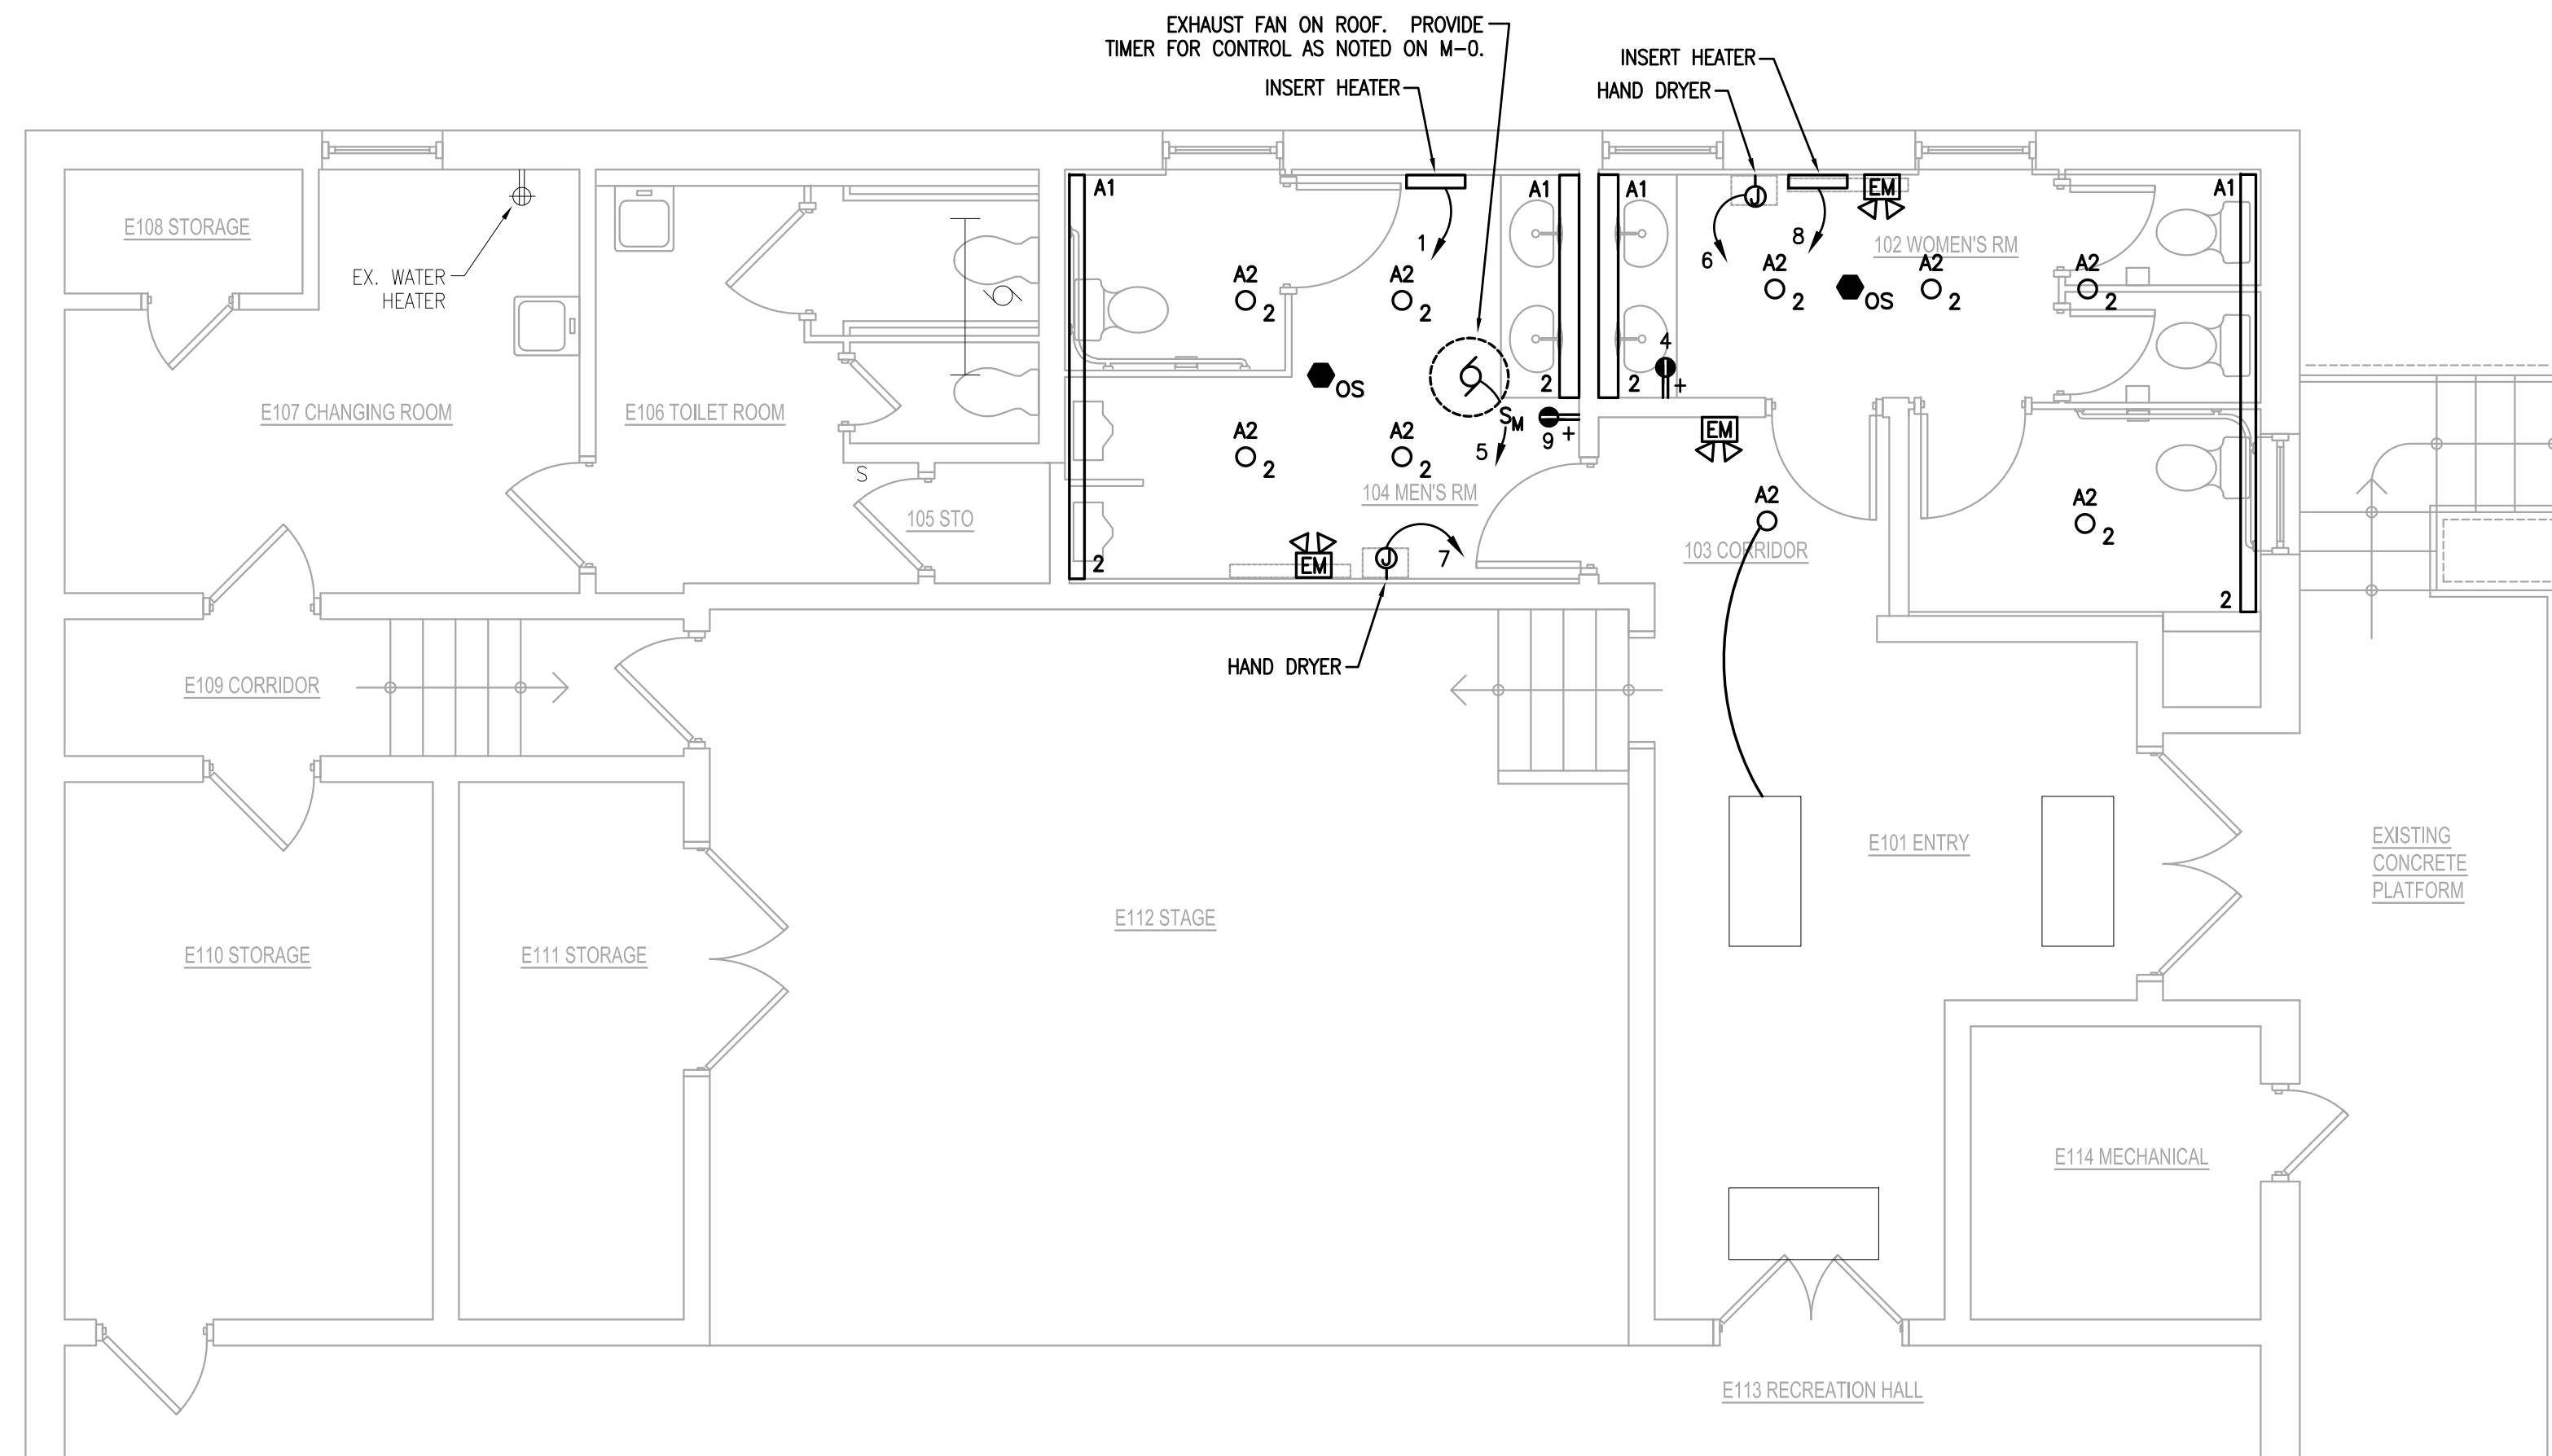 EXHAUST FAN ON ROOF. PROVIDE
TIMER FOR CONTROL AS NOTED ON M-0.
INSERT HEATER
INSERT HEATER
HAND DRYER
A1
A1
A1
A1
J
EM
E108 STORAGE
EX. WATER
HEATER
1
6
8
102 WOMEN'S RM
A2
2
A2
2
A2
2
A2
2
A2
2
OS
OS
4
+
2
2
E107 CHANGING ROOM
E106 TOILET ROOM
S
SM
9
+
5
EM
A2
2
A2
2
104 MEN'S RM
A2
A2
2
105 STO
103 CORRIDOR
2
EM
J
7
2
HAND DRYER
E109 CORRIDOR
E101 ENTRY
EXISTING
CONCRETE
PLATFORM
E112 STAGE
E110 STORAGE
E111 STORAGE
E114 MECHANICAL
E113 RECREATION HALL